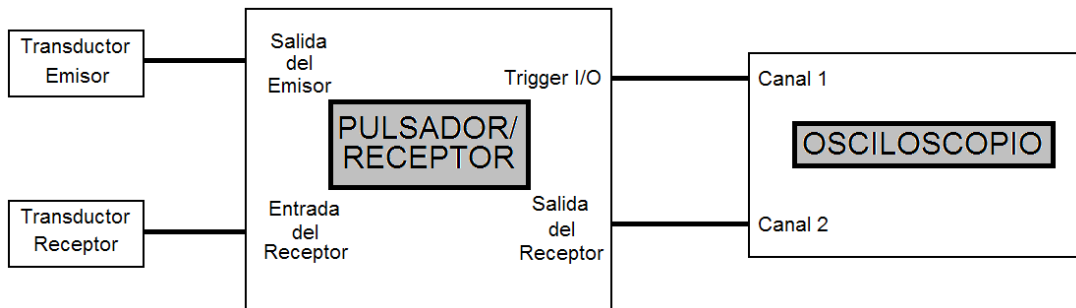 Transductor
Emisor
Salida
del
Emisor
Trigger I/O
Canal 1
PULSADOR/
RECEPTOR
OSCILOSCOPIO
Transductor
Receptor
Entrada
del
Receptor
Salida
del
Receptor
Canal 2